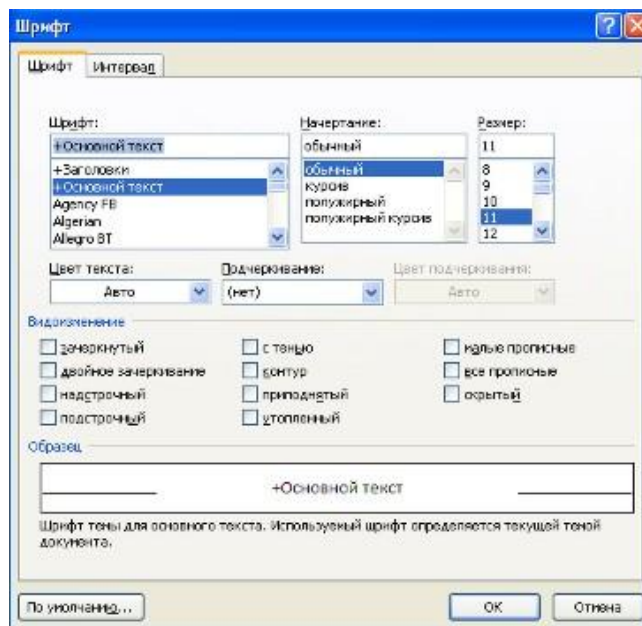 Шрифт
Шрифт Интервал
Шрифт: Начертание: Размер:
+Основной текст обычный 11
+Заголовки обычный 8
+Основной текст курсив 9
Agency FB полужирный 10
Algerian полужирный курсив 11
Allegro BT 12
Цвет текста: Подчеркивание: Цвет подчеркивания:
Авто (нет) Авто
Видоизменение
зачеркнутый с тенью малые прописные
двойное зачеркивание контур все прописные
надстрочный приподнятый скрытый
подстрочный утопленный
Образец
+Основной текст
Шрифт темы для основного текста. Используемый шрифт определяется текущей темой
документа.
По умолчанию... ОК Отмена